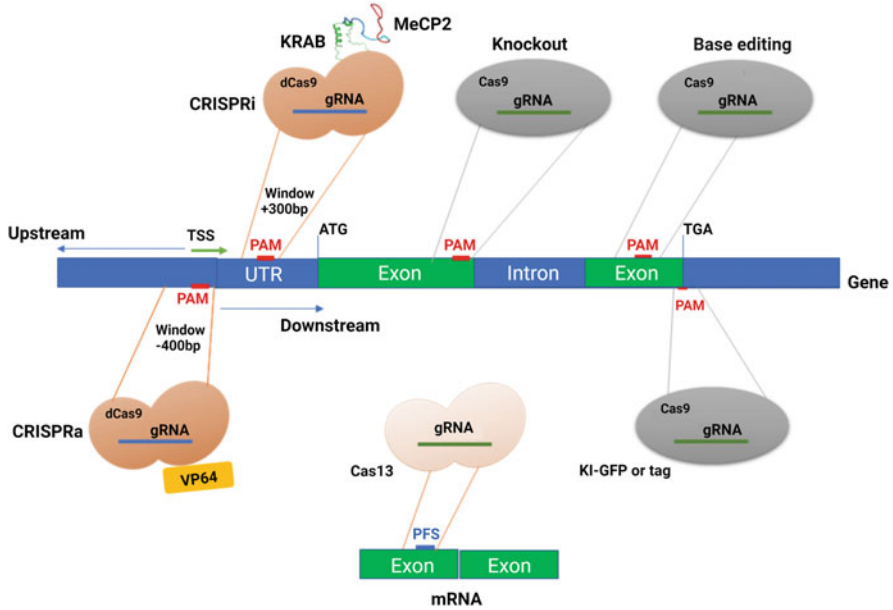 MeCP2
KRAB
Knockout
Base editing
dCas9
gRNA
CRISPRi
Cas9
gRNA
Cas9
gRNA
Window
+300bp
Upstream
TSS
ATG
TGA
PAM
PAM
PAM
UTR
Exon
Intron
Exon
Gene
PAM
PAM
Downstream
Window
-400bp
dCas9
gRNA
CRISPRa
VP64
gRNA
Cas13
Cas9
gRNA
KI-GFP or tag
PFS
Exon
Exon
mRNA